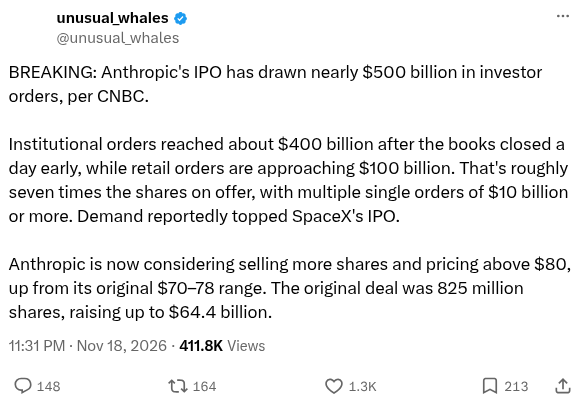 unusual_whales
@unusual_whales
BREAKING: Anthropic's IPO has drawn nearly $500 billion in investor
orders, per CNBC.
Institutional orders reached about $400 billion after the books closed a
day early, while retail orders are approaching $100 billion. That's roughly
seven times the shares on offer, with multiple single orders of $10 billion
or more. Demand reportedly topped SpaceX's IPO.
Anthropic is now considering selling more shares and pricing above $80,
up from its original $70–78 range. The original deal was 825 million
shares, raising up to $64.4 billion.
11:31 PM · Nov 18, 2026 · 411.8K Views
148 164 1.3K 213